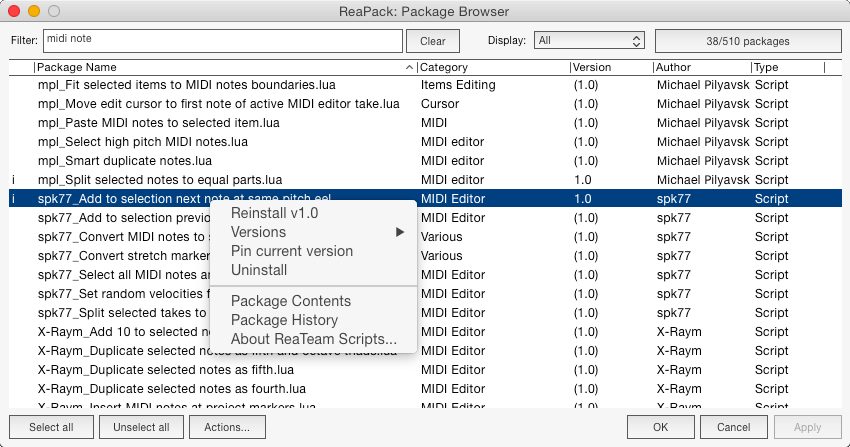 ReaPack: Package Browser
Filter: midi note Clear Display: All 38/510 packages
Package Name Category Version Author Type
mpl_Fit selected items to MIDI notes boundaries.lua Items Editing (1.0) Michael Pilyavsk Script
mpl_Move edit cursor to first note of active MIDI editor take.lua Cursor (1.0) Michael Pilyavsk Script
mpl_Paste MIDI notes to selected item.lua MIDI (1.0) Michael Pilyavsk Script
mpl_Select high pitch MIDI notes.lua MIDI editor (1.0) Michael Pilyavsk Script
mpl_Smart duplicate notes.lua MIDI editor (1.0) Michael Pilyavsk Script
i mpl_Split selected notes to equal parts.lua MIDI editor 1.0 Michael Pilyavsk Script
i spk77_Add to selection next note at same pitch.eel MIDI Editor 1.0 spk77 Script
spk77_Add to selection previo MIDI Editor (1.0) spk77 Script
spk77_Convert MIDI notes to s Various (1.0) spk77 Script
spk77_Convert stretch marker Various (1.0) spk77 Script
spk77_Select all MIDI notes a MIDI Editor (1.0) spk77 Script
spk77_Set random velocities f MIDI Editor (1.0) spk77 Script
spk77_Split selected takes to MIDI Editor (1.0) spk77 Script
X-Raym_Add 10 to selected n MIDI Editor (1.0) X-Raym Script
X-Raym_Duplicate selected notes as fifth and octave triads.lua MIDI Editor (1.0) X-Raym Script
X-Raym_Duplicate selected notes as fifth.lua MIDI Editor (1.0) X-Raym Script
X-Raym_Duplicate selected notes as fourth.lua MIDI Editor (1.0) X-Raym Script
X-Raym_Insert MIDI notes at project markers.lua MIDI Editor (1.0) X-Raym Script
Reinstall v1.0
Versions
Pin current version
Uninstall
Package Contents
Package History
About ReaTeam Scripts...
Select all Unselect all Actions... OK Cancel Apply